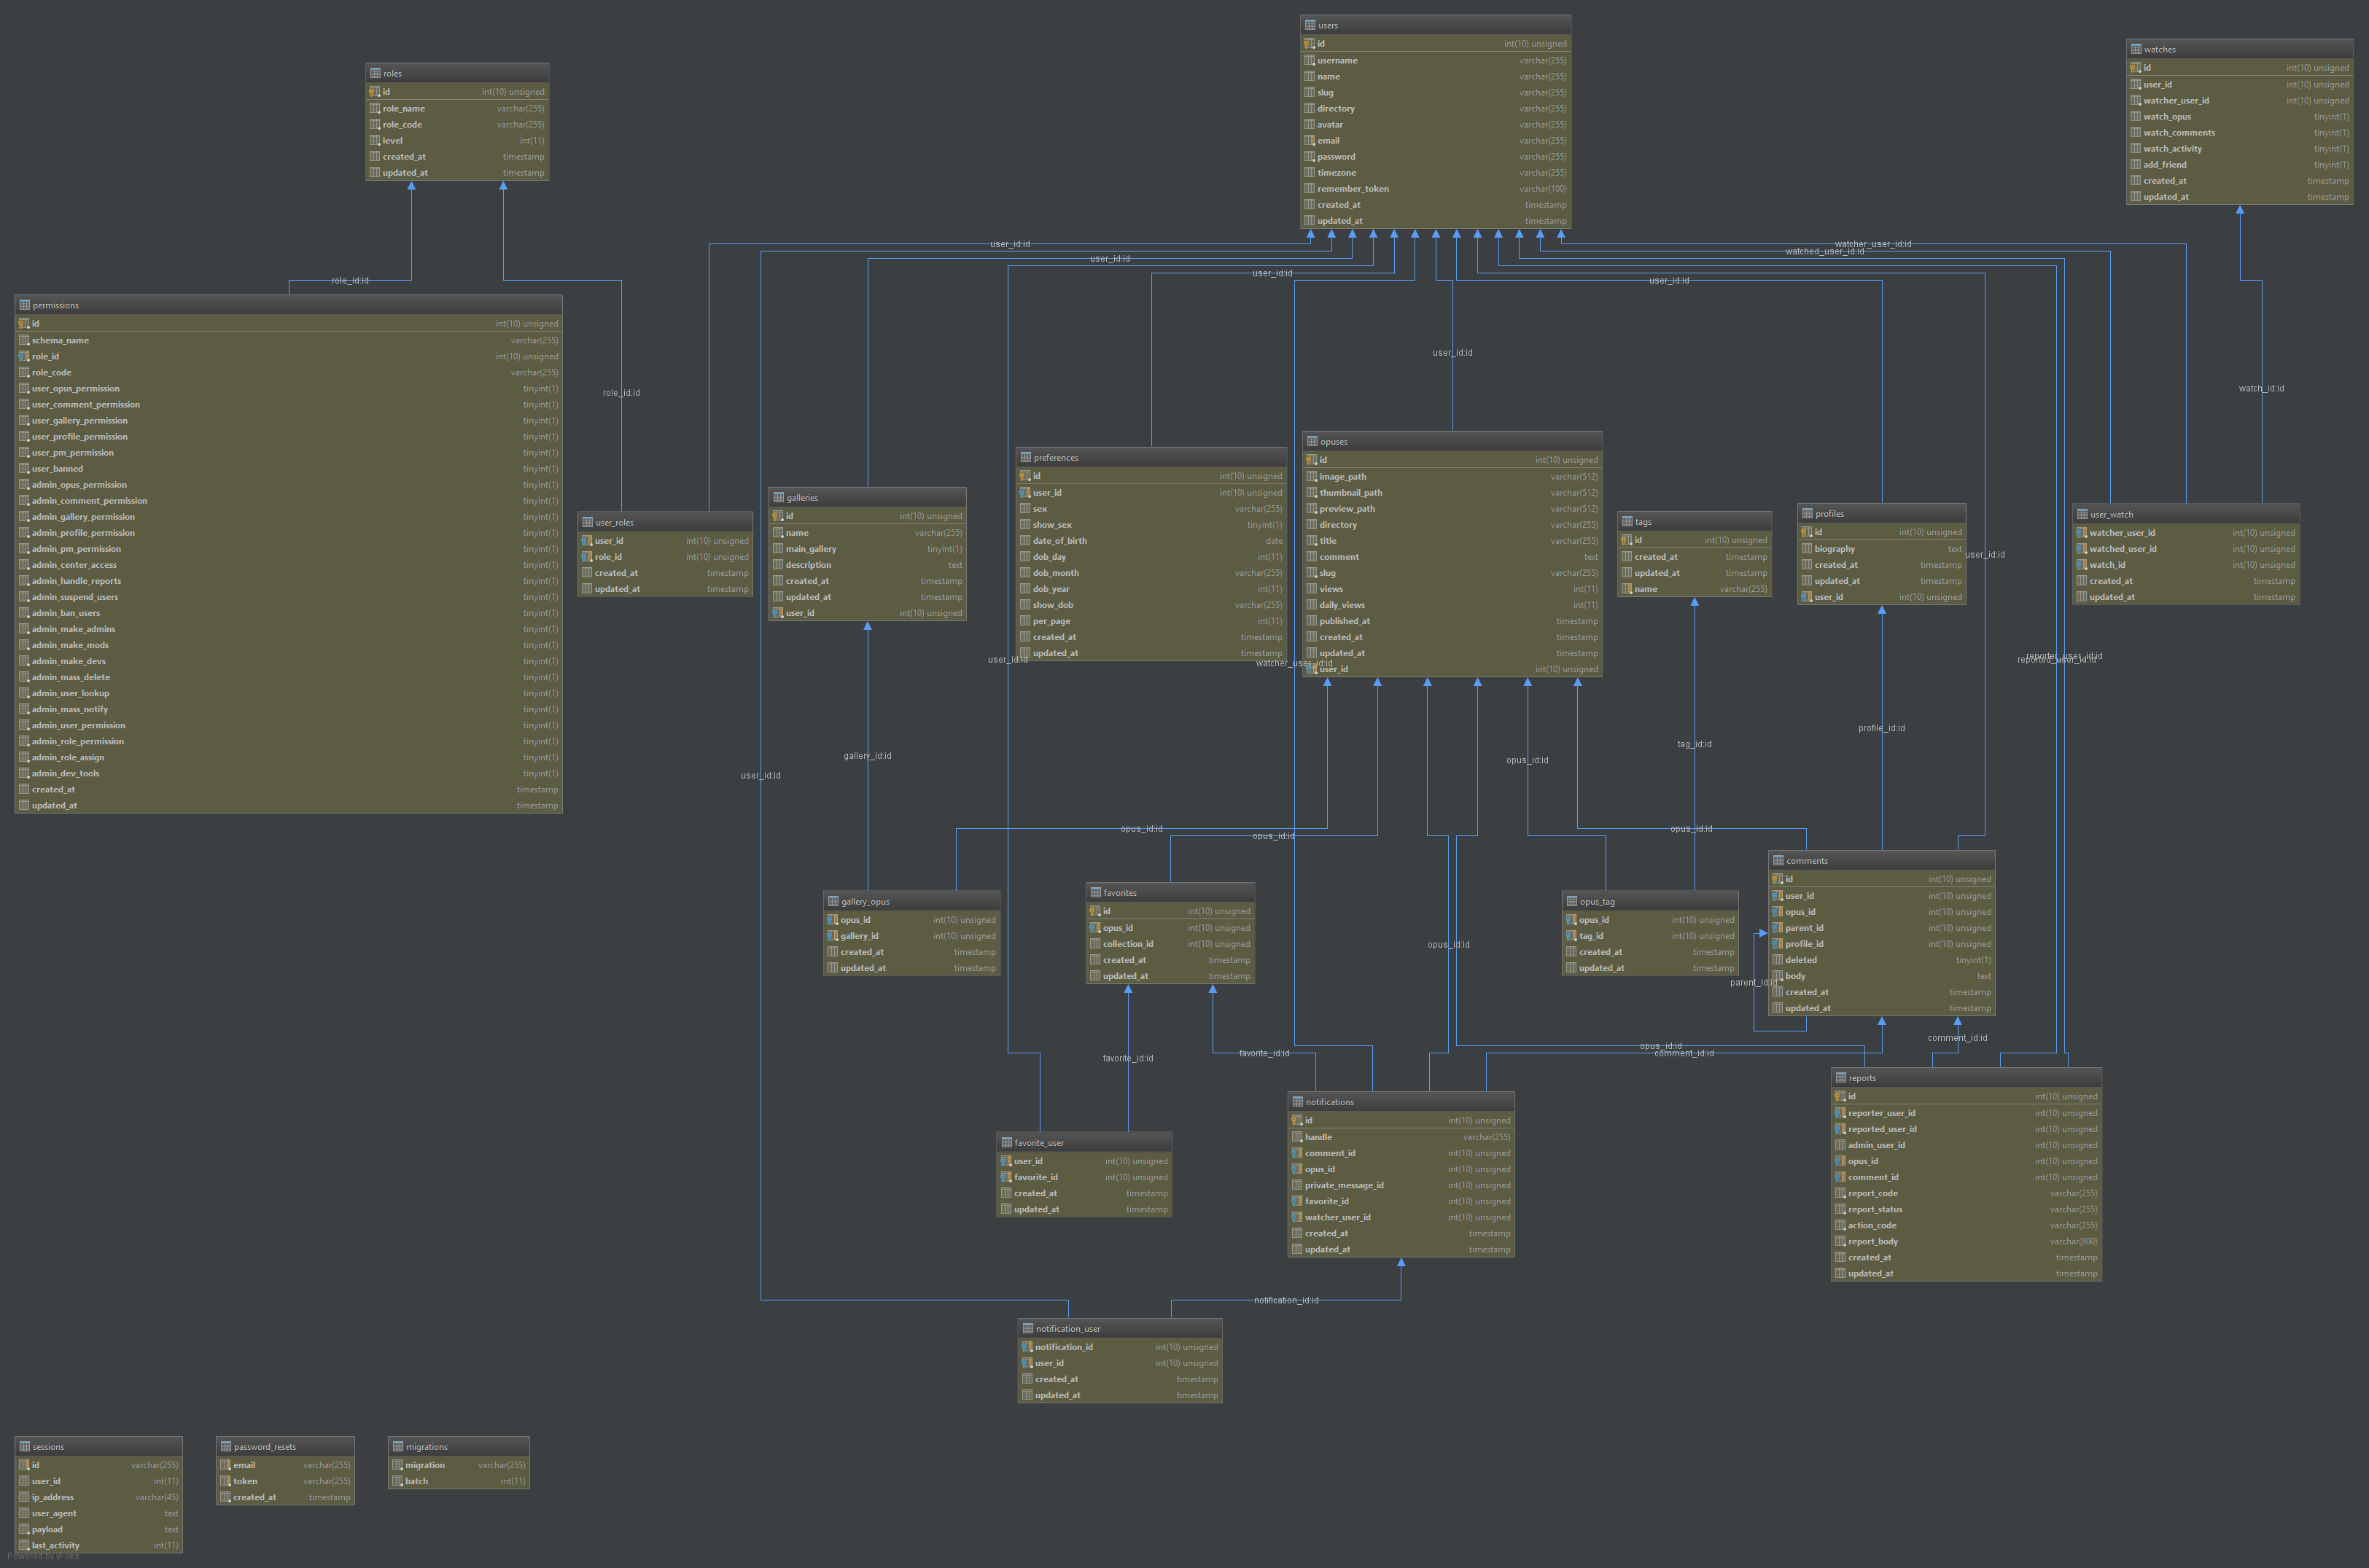 users
id int(10) unsigned
username varchar(255)
name varchar(255)
slug varchar(255)
directory varchar(255)
avatar varchar(255)
email varchar(255)
password varchar(255)
timezone varchar(255)
remember_token varchar(100)
created_at timestamp
updated_at timestamp
watches
id int(10) unsigned
user_id int(10) unsigned
watcher_user_id int(10) unsigned
watch_opus tinyint(1)
watch_comments tinyint(1)
watch_activity tinyint(1)
add_friend tinyint(1)
created_at timestamp
updated_at timestamp
roles
id int(10) unsigned
role_name varchar(255)
role_code varchar(255)
level int(11)
created_at timestamp
updated_at timestamp
user_id:id
user_id:id
user_id:id
user_id:id
watcher_user_id:id
watched_user_id:id
role_id:id
permissions
id int(10) unsigned
schema_name varchar(255)
role_id int(10) unsigned
role_code varchar(255)
user_opus_permission tinyint(1)
user_comment_permission tinyint(1)
user_gallery_permission tinyint(1)
user_profile_permission tinyint(1)
user_pm_permission tinyint(1)
user_banned tinyint(1)
admin_opus_permission tinyint(1)
admin_comment_permission tinyint(1)
admin_gallery_permission tinyint(1)
admin_profile_permission tinyint(1)
admin_pm_permission tinyint(1)
admin_center_access tinyint(1)
admin_handle_reports tinyint(1)
admin_suspend_users tinyint(1)
admin_ban_users tinyint(1)
admin_make_admins tinyint(1)
admin_make_mods tinyint(1)
admin_make_devs tinyint(1)
admin_mass_delete tinyint(1)
admin_user_lookup tinyint(1)
admin_mass_notify tinyint(1)
admin_user_permission tinyint(1)
admin_role_permission tinyint(1)
admin_role_assign tinyint(1)
admin_dev_tools tinyint(1)
created_at timestamp
updated_at timestamp
user_id:id
role_id:id
watch_id:id
user_roles
user_id int(10) unsigned
role_id int(10) unsigned
created_at timestamp
updated_at timestamp
galleries
id int(10) unsigned
name varchar(255)
main_gallery tinyint(1)
description text
created_at timestamp
updated_at timestamp
user_id int(10) unsigned
preferences
id int(10) unsigned
user_id int(10) unsigned
sex varchar(255)
show_sex tinyint(1)
date_of_birth date
dob_day int(11)
dob_month varchar(255)
dob_year int(11)
show_dob varchar(255)
per_page int(11)
created_at timestamp
updated_at timestamp
opuses
id int(10) unsigned
image_path varchar(512)
thumbnail_path varchar(512)
preview_path varchar(512)
directory varchar(255)
title varchar(255)
comment text
slug varchar(255)
views int(11)
daily_views int(11)
published_at timestamp
created_at timestamp
updated_at timestamp
user_id int(10) unsigned
tags
id int(10) unsigned
created_at timestamp
updated_at timestamp
name varchar(255)
profiles
id int(10) unsigned
biography text
created_at timestamp
updated_at timestamp
user_id int(10) unsigned
user_watch
watcher_user_id int(10) unsigned
watched_user_id int(10) unsigned
watch_id int(10) unsigned
created_at timestamp
updated_at timestamp
user_id:id
user_id:id
watcher_user_id:id
reporter_user_id:id
reported_user_id:id
profile_id:id
tag_id:id
gallery_id:id
opus_id:id
user_id:id
opus_id:id
opus_id:id
opus_id:id
gallery_opus
opus_id int(10) unsigned
gallery_id int(10) unsigned
created_at timestamp
updated_at timestamp
favorites
id int(10) unsigned
opus_id int(10) unsigned
collection_id int(10) unsigned
created_at timestamp
updated_at timestamp
opus_id:id
opus_tag
opus_id int(10) unsigned
tag_id int(10) unsigned
created_at timestamp
updated_at timestamp
comments
id int(10) unsigned
user_id int(10) unsigned
opus_id int(10) unsigned
parent_id int(10) unsigned
profile_id int(10) unsigned
deleted tinyint(1)
body text
created_at timestamp
updated_at timestamp
parent_id:id
comment_id:id
opus_id:id
comment_id:id
favorite_id:id
favorite_id:id
favorite_user
user_id int(10) unsigned
favorite_id int(10) unsigned
created_at timestamp
updated_at timestamp
notifications
id int(10) unsigned
handle varchar(255)
comment_id int(10) unsigned
opus_id int(10) unsigned
private_message_id int(10) unsigned
favorite_id int(10) unsigned
watcher_user_id int(10) unsigned
created_at timestamp
updated_at timestamp
reports
id int(10) unsigned
reporter_user_id int(10) unsigned
reported_user_id int(10) unsigned
admin_user_id int(10) unsigned
opus_id int(10) unsigned
comment_id int(10) unsigned
report_code varchar(255)
report_status varchar(255)
action_code varchar(255)
report_body varchar(800)
created_at timestamp
updated_at timestamp
notification_id:id
notification_user
notification_id int(10) unsigned
user_id int(10) unsigned
created_at timestamp
updated_at timestamp
sessions
id varchar(255)
user_id int(11)
ip_address varchar(45)
user_agent text
payload text
last_activity int(11)
password_resets
email varchar(255)
token varchar(255)
created_at timestamp
migrations
migration varchar(255)
batch int(11)
Powered by yFiles